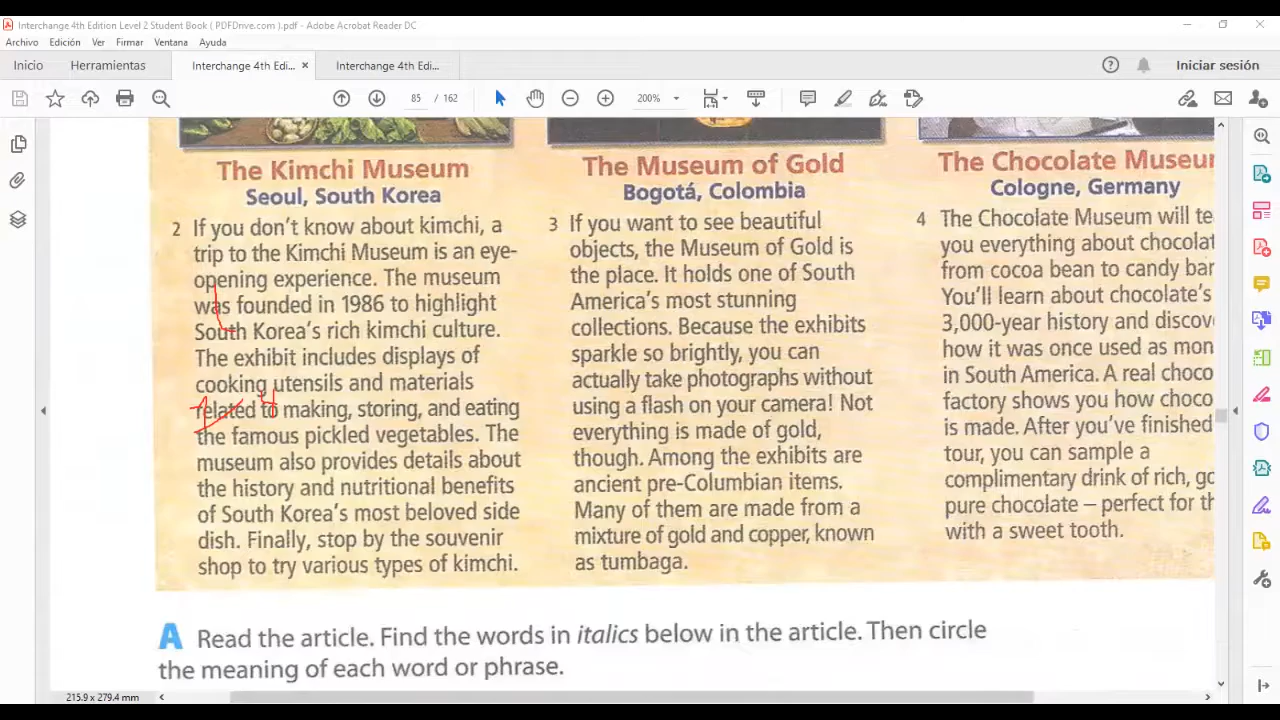 Interchange 4th Edition Level 2 Student Book ( PDFDrive.com ).pdf - Adobe Acrobat Reader DC
Archivo Edición Ver Firmar Ventana Ayuda
Inicio Herramientas Interchange 4th Edi... × Interchange 4th Edi... Iniciar sesión
85 / 162 200%
The Kimchi Museum
Seoul, South Korea
2 If you don't know about kimchi, a
trip to the Kimchi Museum is an eye-
opening experience. The museum
was founded in 1986 to highlight
South Korea's rich kimchi culture.
The exhibit includes displays of
cooking utensils and materials
related to making, storing, and eating
the famous pickled vegetables. The
museum also provides details about
the history and nutritional benefits
of South Korea's most beloved side
dish. Finally, stop by the souvenir
shop to try various types of kimchi.
The Museum of Gold
Bogotá, Colombia
3 If you want to see beautiful
objects, the Museum of Gold is
the place. It holds one of South
America's most stunning
collections. Because the exhibits
sparkle so brightly, you can
actually take photographs without
using a flash on your camera! Not
everything is made of gold,
though. Among the exhibits are
ancient pre-Columbian items.
Many of them are made from a
mixture of gold and copper, known
as tumbaga.
The Chocolate Museu
Cologne, Germany
4 The Chocolate Museum will te
you everything about chocolat
from cocoa bean to candy bar
You'll learn about chocolate's
3,000-year history and discov
how it was once used as mon
in South America. A real choco
factory shows you how choco
is made. After you've finished
tour, you can sample a
complimentary drink of rich, go
pure chocolate – perfect for th
with a sweet tooth.
A Read the article. Find the words in italics below in the article. Then circle
the meaning of each word or phrase.
215.9 x 279.4 mm